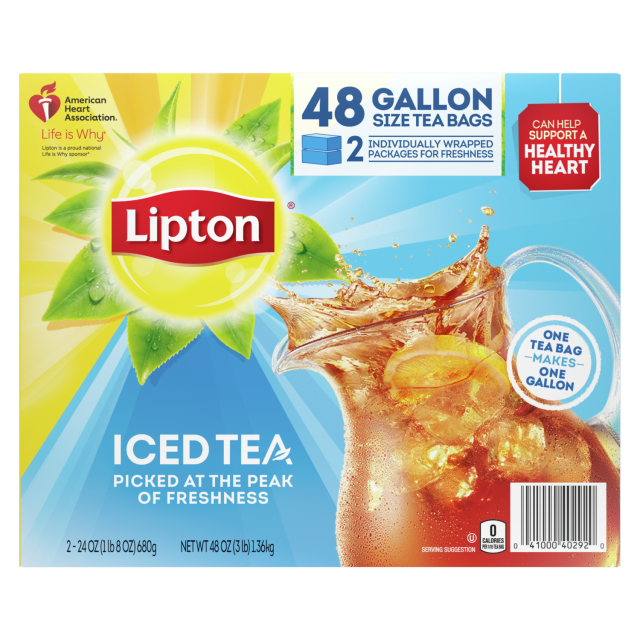 American
Heart
Association®
Life is Why®
Lipton is a proud national
Life is Why sponsor*
48 GALLON
SIZE TEA BAGS
2 INDIVIDUALLY WRAPPED
PACKAGES FOR FRESHNESS
CAN HELP
SUPPORT A
HEALTHY
HEART
Lipton®
ONE
TEA BAG
MAKES
ONE
GALLON
ICED TEA
PICKED AT THE PEAK
OF FRESHNESS
2 - 24 OZ (1 lb 8 OZ) 680g NET WT 48 OZ (3 lb) 1.36kg
SERVING SUGGESTION
U
0
CALORIES
0 41000 40292 0